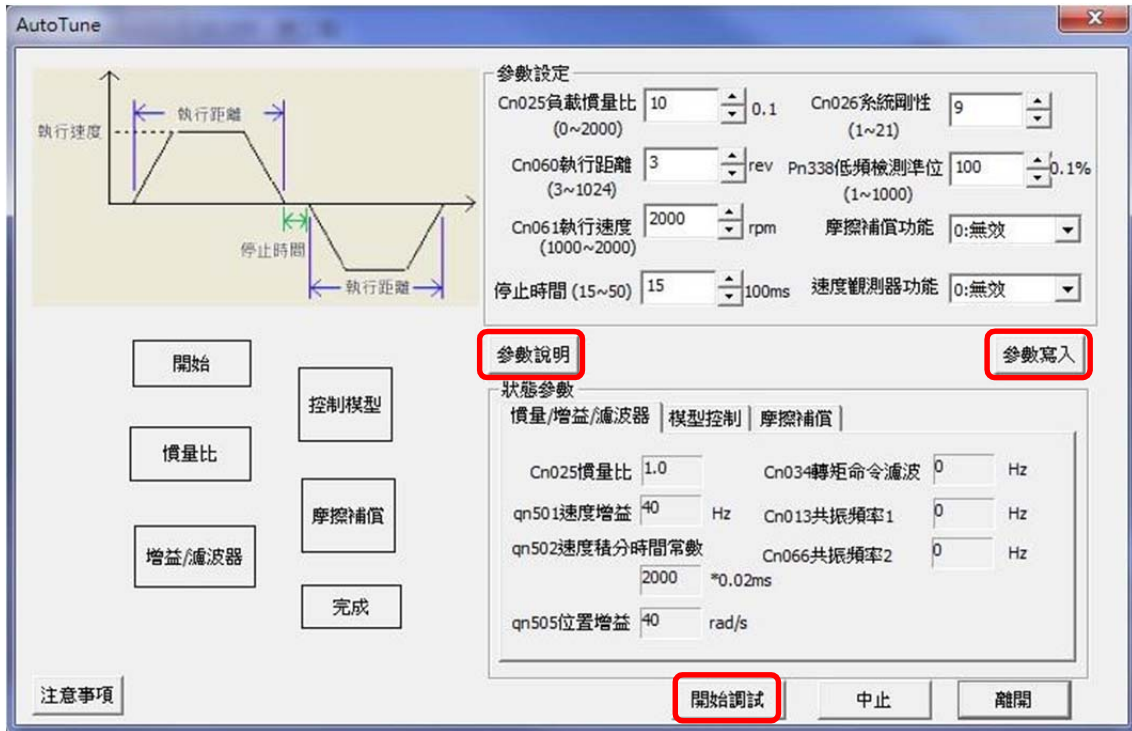 AutoTune
執行距離
執行速度
停止時間
執行距離
參數設定
Cn025負載慣量比 10 0.1
(0~2000)
Cn026系統剛性 9
(1~21)
Cn060執行距離 3 rev
(3~1024)
Pn338低頻檢測準位 100 0.1%
(1~1000)
Cn061執行速度 2000 rpm
(1000~2000)
摩擦補償功能 0:無效
停止時間 (15~50) 15 100ms
速度觀測器功能 0:無效
參數說明
參數寫入
開始
控制模型
慣量比
摩擦補償
增益/濾波器
完成
狀態參數
慣量/增益/濾波器 模型控制 摩擦補償
Cn025慣量比 1.0
Cn034轉矩命令濾波 0 Hz
qn501速度增益 40 Hz
Cn013共振頻率1 0 Hz
qn502速度積分時間常數
2000 *0.02ms
Cn066共振頻率2 0 Hz
qn505位置增益 40 rad/s
注意事項
開始調試
中止
離開